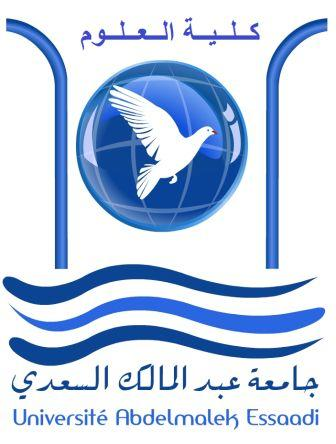 كلية العلوم
جامعة عبد المالك السعدي
Université Abdelmalek Essaadi